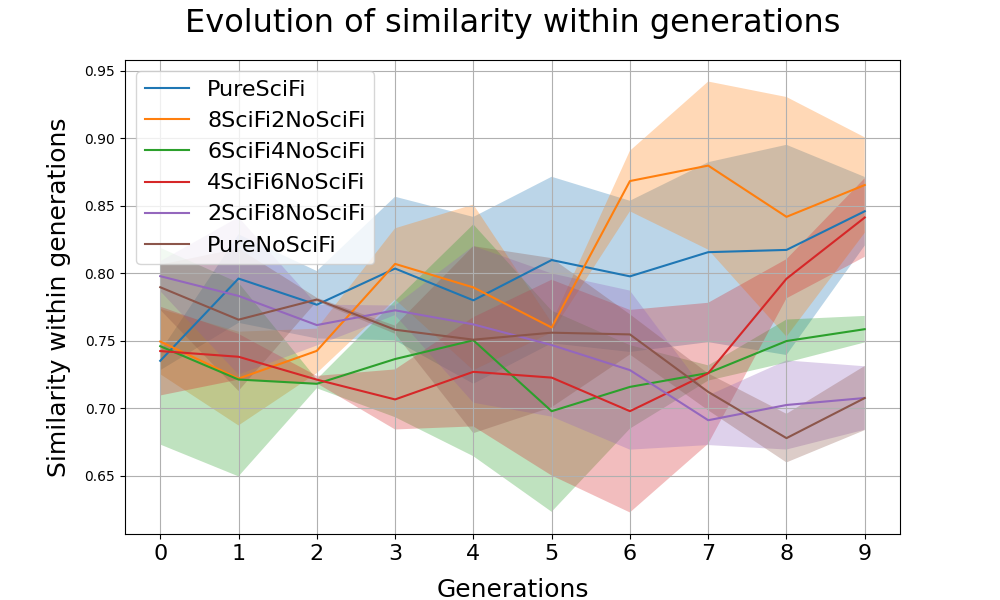 Evolution of similarity within generations
Similarity within generations
0.95
0.90
0.85
0.80
0.75
0.70
0.65
PureSciFi
8SciFi2NoSciFi
6SciFi4NoSciFi
4SciFi6NoSciFi
2SciFi8NoSciFi
PureNoSciFi
0 1 2 3 4 5 6 7 8 9
Generations